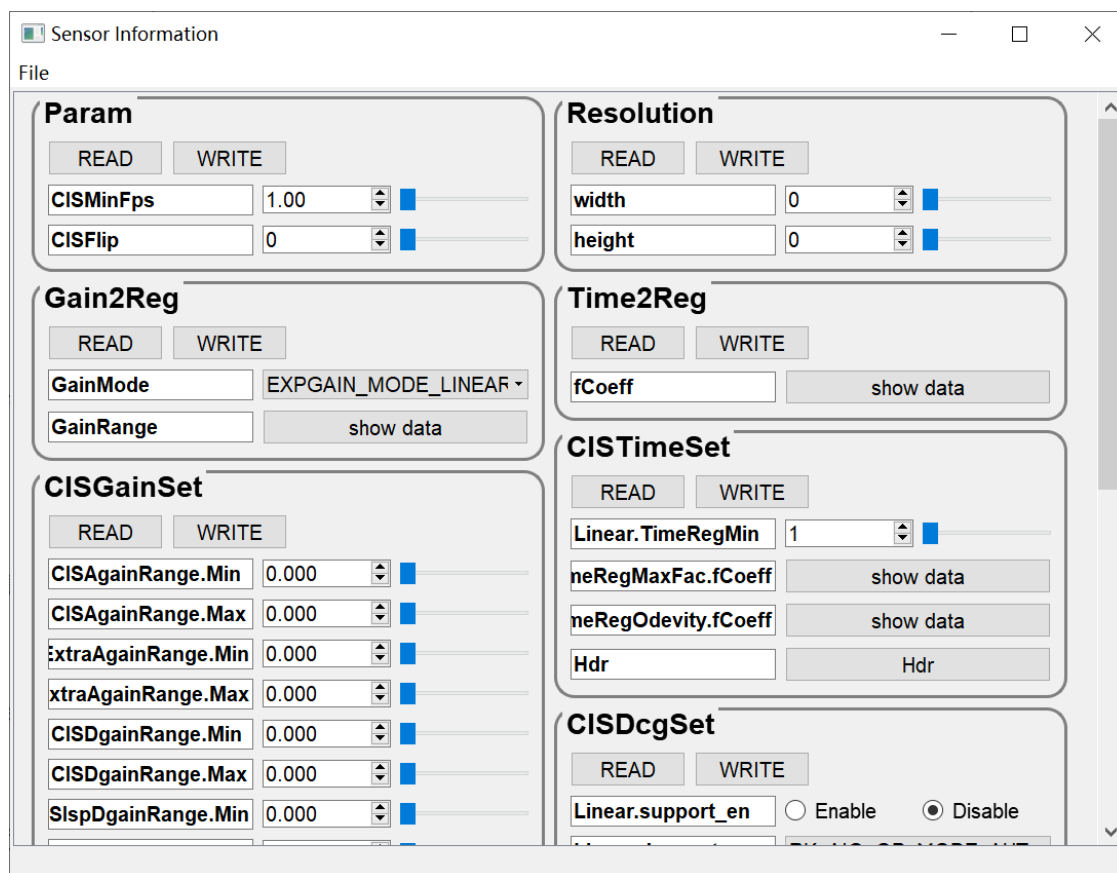 Sensor Information
File
Param
READ WRITE
CISMinFps 1.00
CISFlip 0
Resolution
READ WRITE
width 0
height 0
Gain2Reg
READ WRITE
GainMode EXPGAIN_MODE_LINEAR
GainRange show data
Time2Reg
READ WRITE
fCoeff show data
CISGainSet
READ WRITE
CISAgainRange.Min 0.000
CISAgainRange.Max 0.000
ExtraAgainRange.Min 0.000
xtraAgainRange.Max 0.000
CISDgainRange.Min 0.000
CISDgainRange.Max 0.000
SIspDgainRange.Min 0.000
CISTimeSet
READ WRITE
Linear.TimeRegMin 1
neRegMaxFac.fCoeff show data
meRegOdevity.fCoeff show data
Hdr Hdr
CISDcgSet
READ WRITE
Linear.support_en Enable Disable